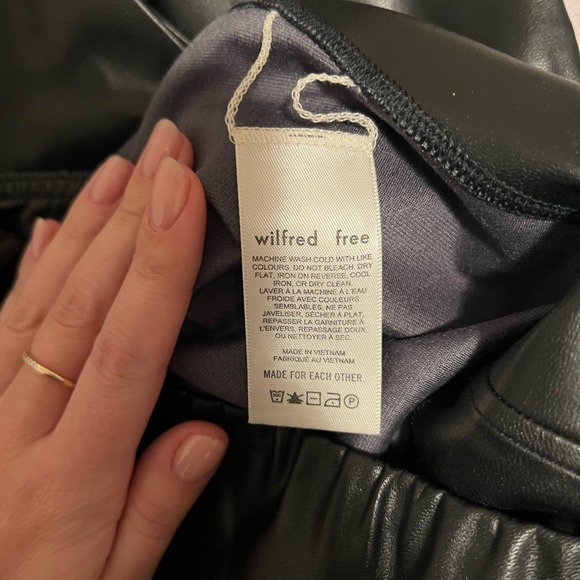 wilfred free
MACHINE WASH COLD WITH LIKE
COLOURS, DO NOT BLEACH. DRY
FLAT, IRON ON REVERSE, COOL
IRON, OR DRY CLEAN.
LAVER À LA MACHINE À L'EAU
FROIDE AVEC COULEURS
SEMBLABLES, NE PAS
JAVELISER, SÉCHER À PLAT,
REPASSER LA GARNITURE À
L'ENVERS, REPASSAGE DOUX,
OU NETTOYER À SEC.
MADE IN VIETNAM
FABRIQUÉ AU VIETNAM
MADE FOR EACH OTHER.
P